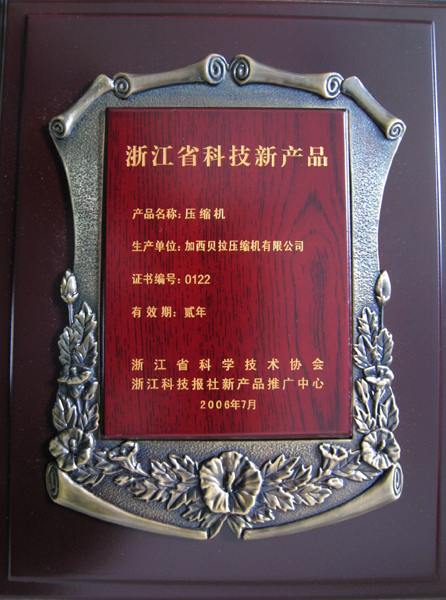 浙江省科技新产品
产品名称：压缩机
生产单位：加西贝拉压缩机有限公司
证书编号：0122
有效期：贰年
浙江省科学技术协会
浙江科技报社新产品推广中心
2006年7月